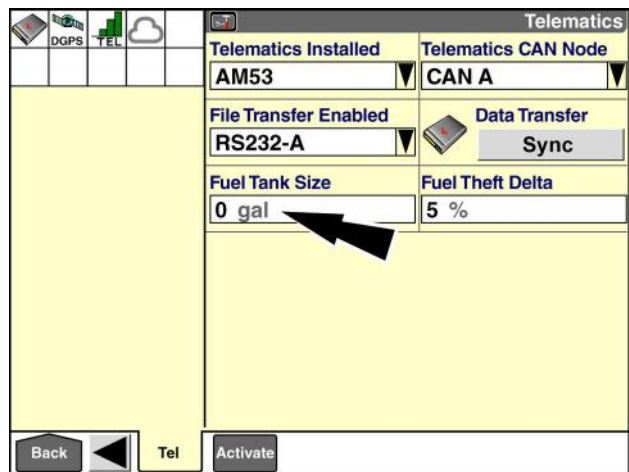 DGPS
TEL
Telematics
Telematics Installed
Telematics CAN Node
AM53
CAN A
File Transfer Enabled
Data Transfer
RS232-A
Sync
Fuel Tank Size
Fuel Theft Delta
0 gal
5 %
Back
Tel
Activate